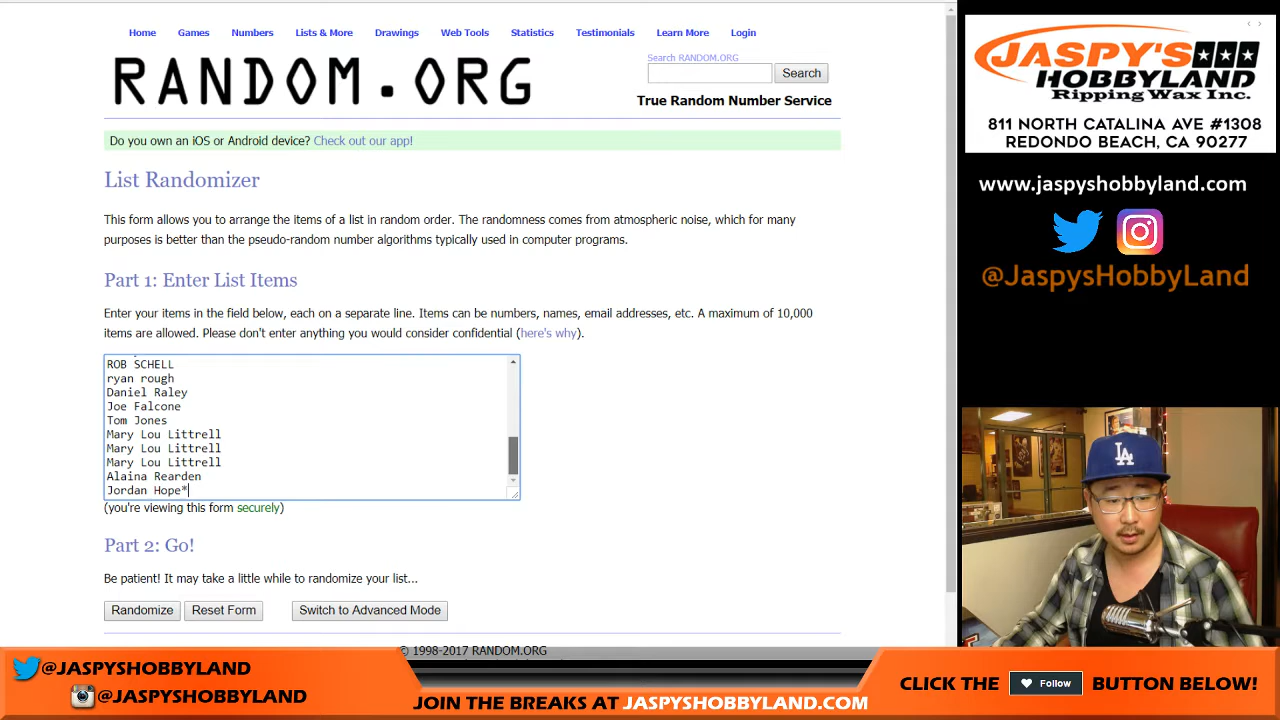 Home Games Numbers Lists & More Drawings Web Tools Statistics Testimonials Learn More Login
RANDOM.ORG
Search RANDOM.ORG
Search
True Random Number Service
Do you own an iOS or Android device? Check out our app!
List Randomizer
This form allows you to arrange the items of a list in random order. The randomness comes from atmospheric noise, which for many
purposes is better than the pseudo-random number algorithms typically used in computer programs.
Part 1: Enter List Items
Enter your items in the field below, each on a separate line. Items can be numbers, names, email addresses, etc. A maximum of 10,000
items are allowed. Please don't enter anything you would consider confidential (here's why).
ROB SCHELL
ryan rough
Daniel Raley
Joe Falcone
Tom Jones
Mary Lou Littrell
Mary Lou Littrell
Mary Lou Littrell
Alaina Rearden
Jordan Hope*
(you're viewing this form securely)
Part 2: Go!
Be patient! It may take a little while to randomize your list...
Randomize Reset Form Switch to Advanced Mode
© 1998-2017 RANDOM.ORG
JASPY'S
HOBBYLAND
Ripping Wax Inc.
811 NORTH CATALINA AVE #1308
REDONDO BEACH, CA 90277
www.jaspyshobbyland.com
@JaspysHobbyLand
LA
@JASPYSHOBBYLAND
@JASPYSHOBBYLAND
JOIN THE BREAKS AT JASPYSHOBBYLAND.COM
CLICK THE Follow BUTTON BELOW!